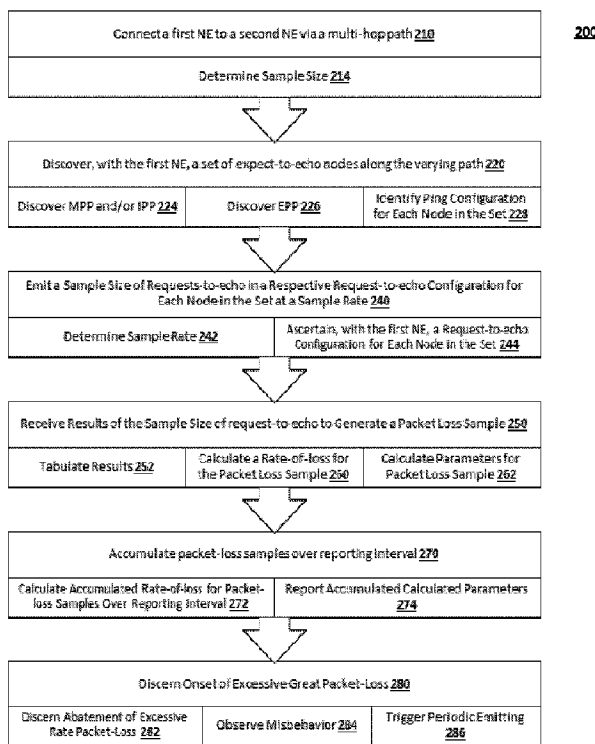 Connect a first NE to a second NE via a multi-hop path 210
200
Determine Sample Size 214
Discover, with the first NE, a set of expect-to-echo nodes along the varying path 220
Discover MPP and/or IPP 224
Discover EPP 226
Identify Ping Configuration
for Each Node in the Set 228
Emit a Sample Size of Requests-to-echo in a Respective Request-to-echo Configuration for
Each Node in the Set at a Sample Rate 240
Determine Sample Rate 242
Ascertain, with the first NE, a Request-to-echo
Configuration for Each Node in the Set 244
Receive Results of the Sample Size of request-to-echo to Generate a Packet Loss Sample 250
Tabulate Results 252
Calculate a Rate-of-loss for
the Packet Loss Sample 260
Calculate Parameters for
Packet Loss Sample 262
Accumulate packet-loss samples over reporting interval 270
Calculate Accumulated Rate-of-loss for Packet-
loss Samples Over Reporting Interval 272
Report Accumulated Calculated Parameters
274
Discern Onset of Excessive Great Packet-Loss 280
Discern Abatement of Excessive
Rate Packet-Loss 282
Observe Misbehavior 284
Trigger Periodic Emitting
286